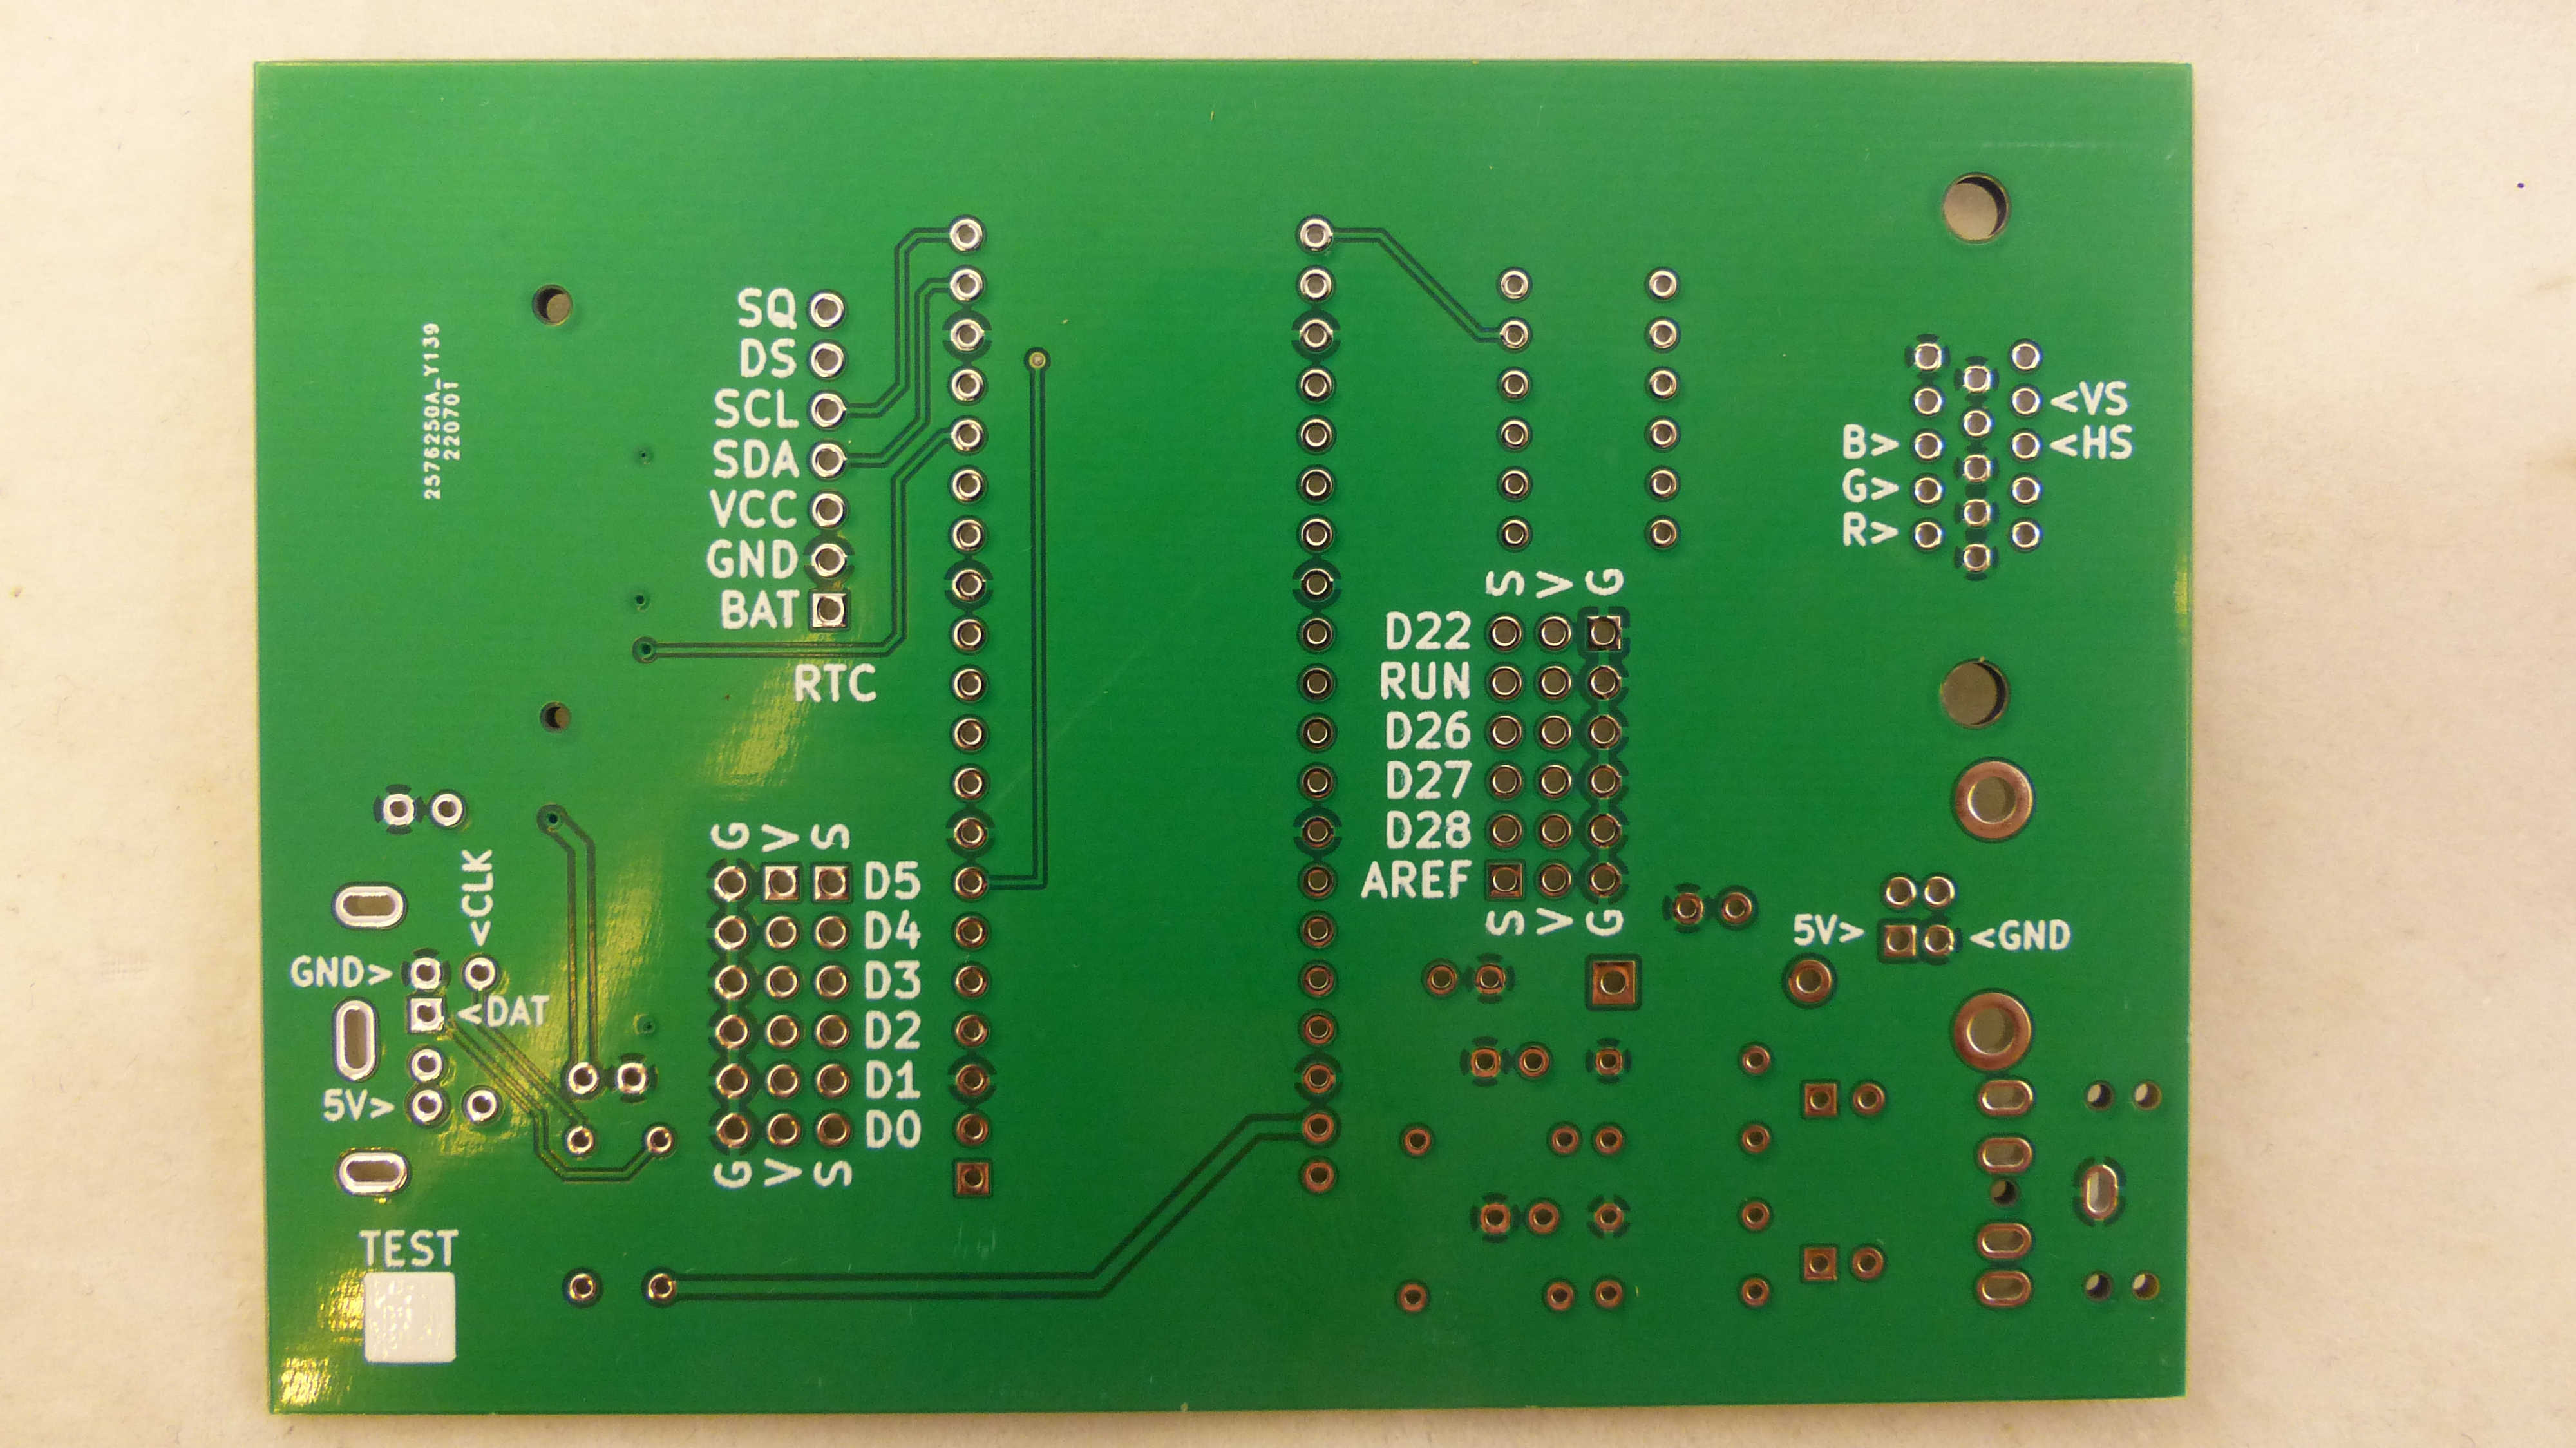 2576250A_Y139
220701
SQ
DS
SCL
SDA
VCC
GND
BAT
RTC
<VS
<HS
B>
G>
R>
S V G
D22
RUN
D26
D27
D28
AREF
S V G
G V S
D5
D4
D3
D2
D1
D0
G V S
<CLK
GND>
<DAT
5V>
5V>
<GND
TEST